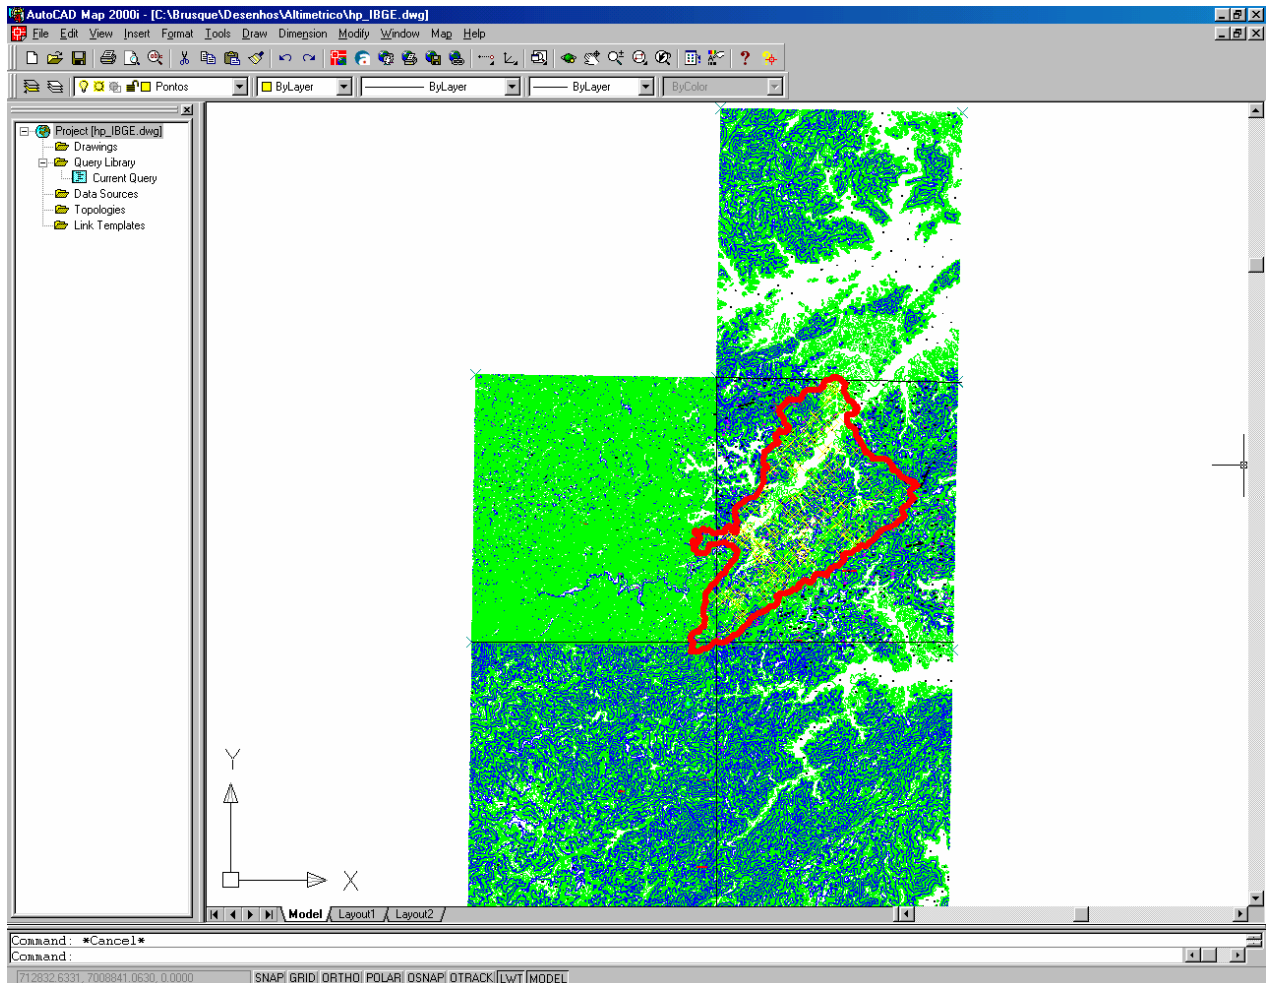 AutoCAD Map 2000i - [C:\Brusque\Desenhos\Altimetrico\hp_IBGE.dwg]
File Edit View Insert Format Tools Draw Dimension Modify Window Map Help
Pontos ByLayer ByLayer ByLayer ByColor
Project [hp_IBGE.dwg]
Drawings
Query Library
Current Query
Data Sources
Topologies
Link Templates
Y
X
Model Layout1 Layout2
Command: *Cancel*
Command:
712832.6331, 7008841.0630, 0.0000 SNAP GRID ORTHO POLAR OSNAP OTRACK LWT MODEL